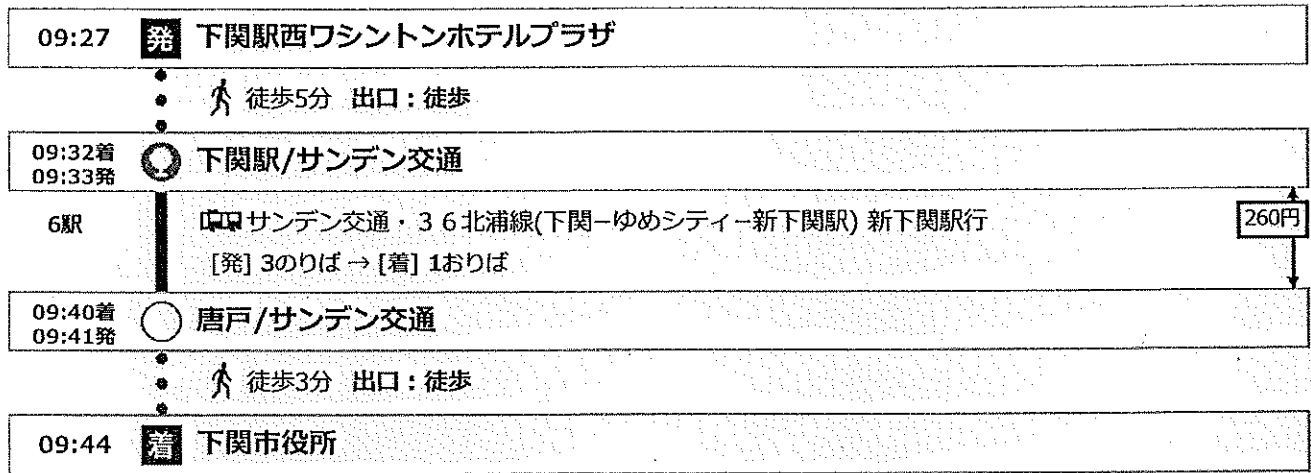 09:27 発 下関駅西ワシントンホテルプラザ
徒歩5分 出口：徒歩
09:32着
09:33発
下関駅/サンデン交通
6駅
サンデン交通・３６北浦線(下関−ゆめシティ−新下関駅) 新下関駅行
260円
[発] 3のりば → [着] 1おりば
09:40着
09:41発
唐戸/サンデン交通
徒歩3分 出口：徒歩
09:44 着 下関市役所